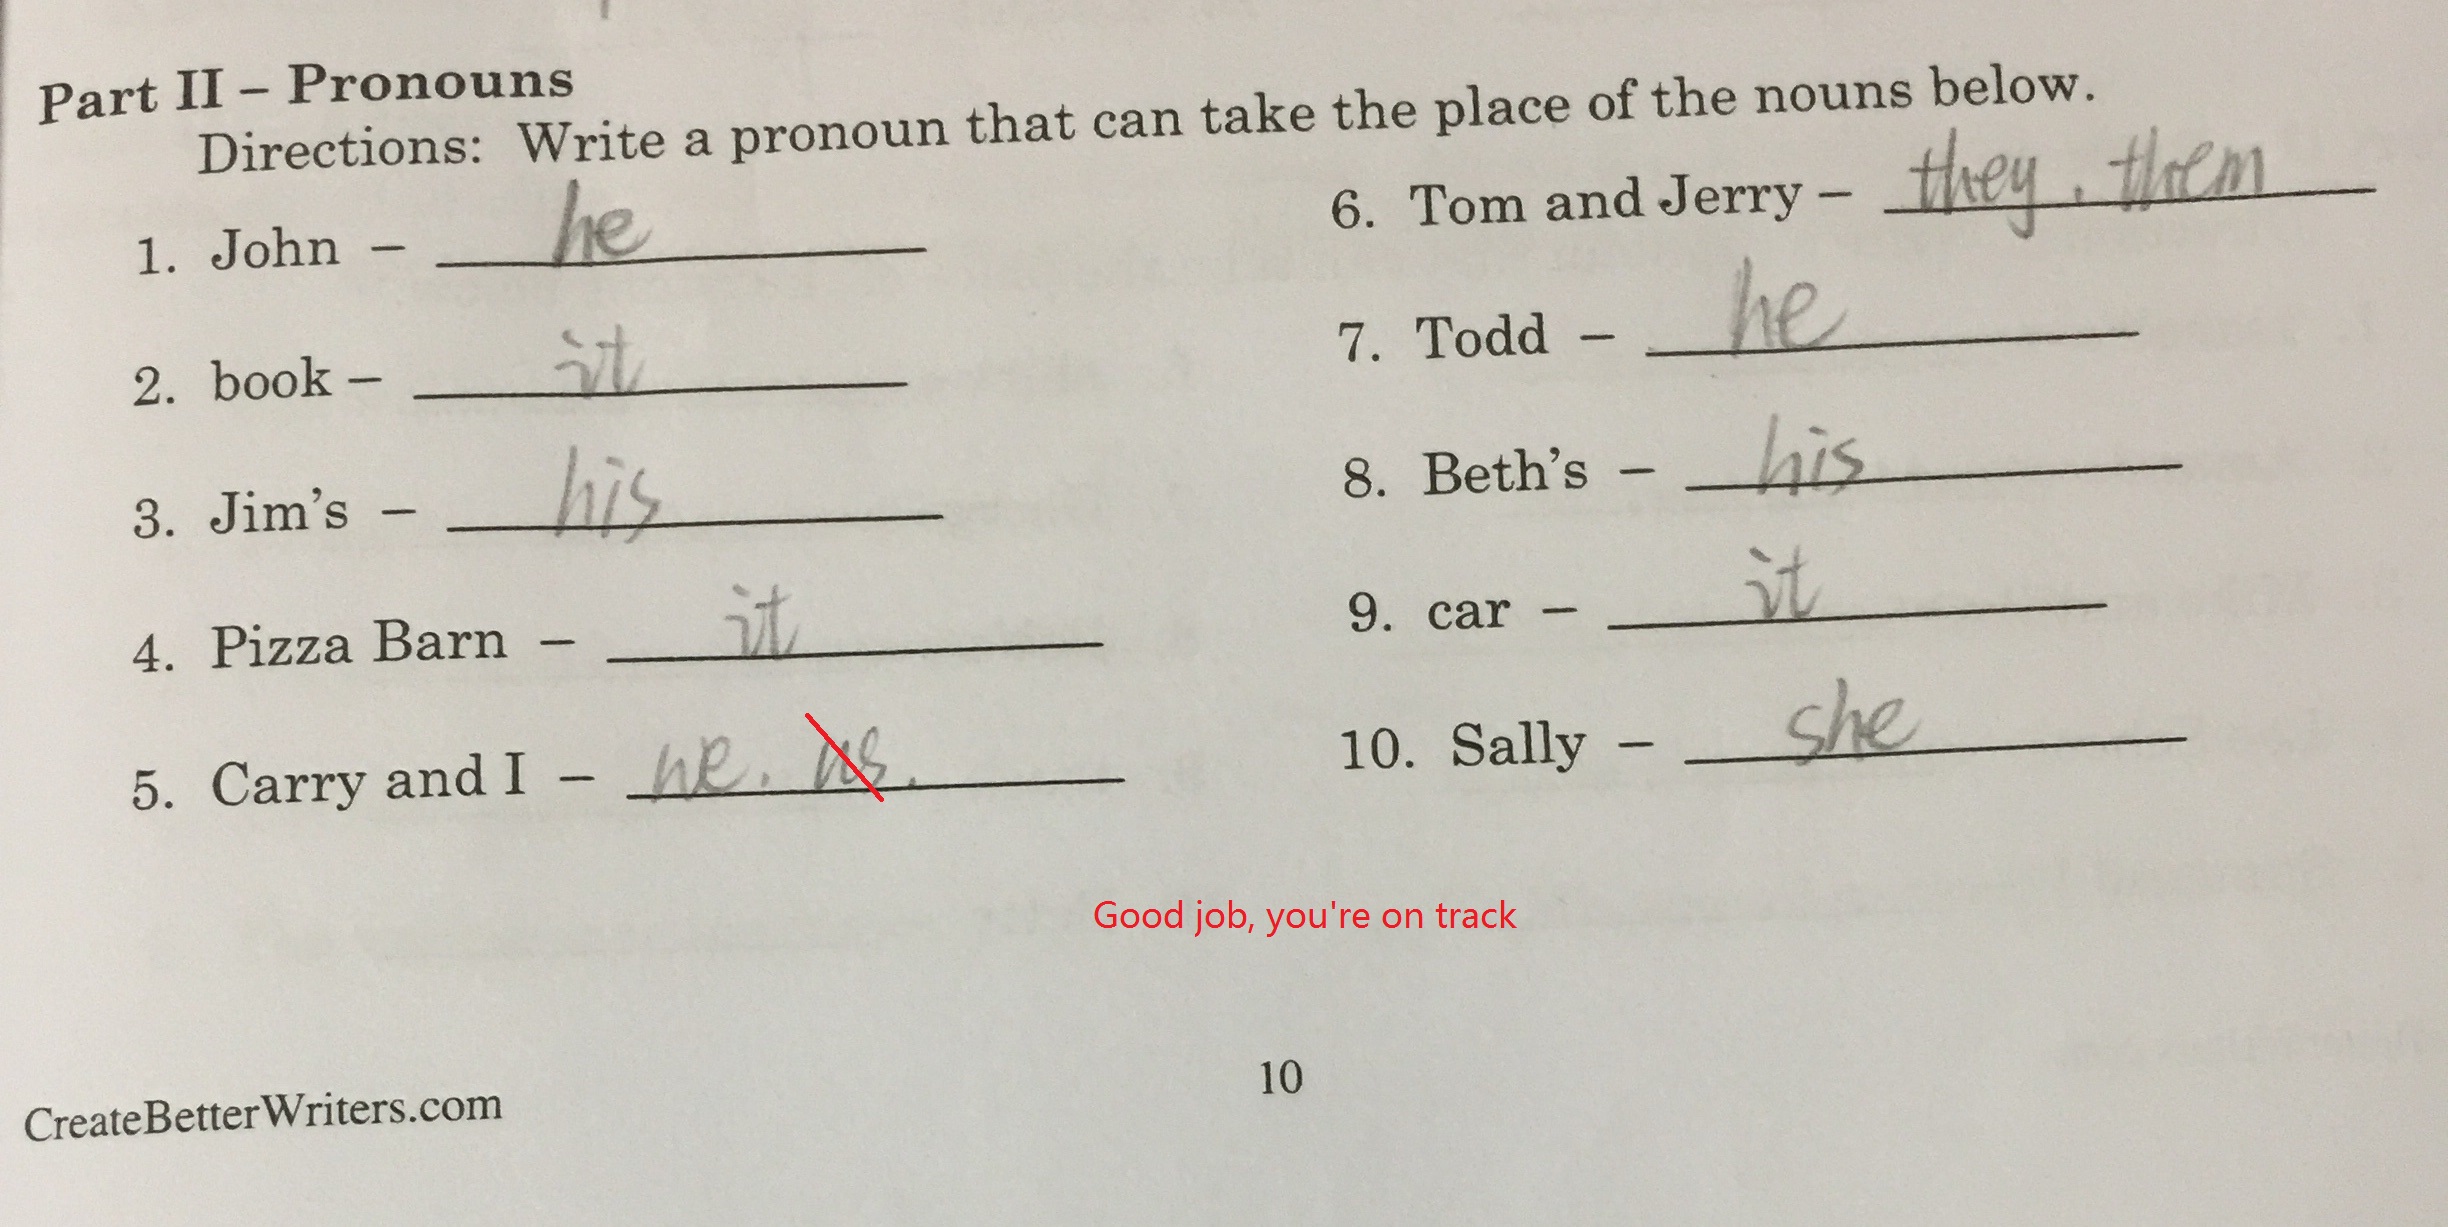 Part II – Pronouns
Directions: Write a pronoun that can take the place of the nouns below.
1. John – he
2. book – it
3. Jim's – his
4. Pizza Barn – it
5. Carry and I – we. us.
6. Tom and Jerry – they, them
7. Todd – he
8. Beth's – his
9. car – it
10. Sally – she
Good job, you're on track
10
CreateBetterWriters.com